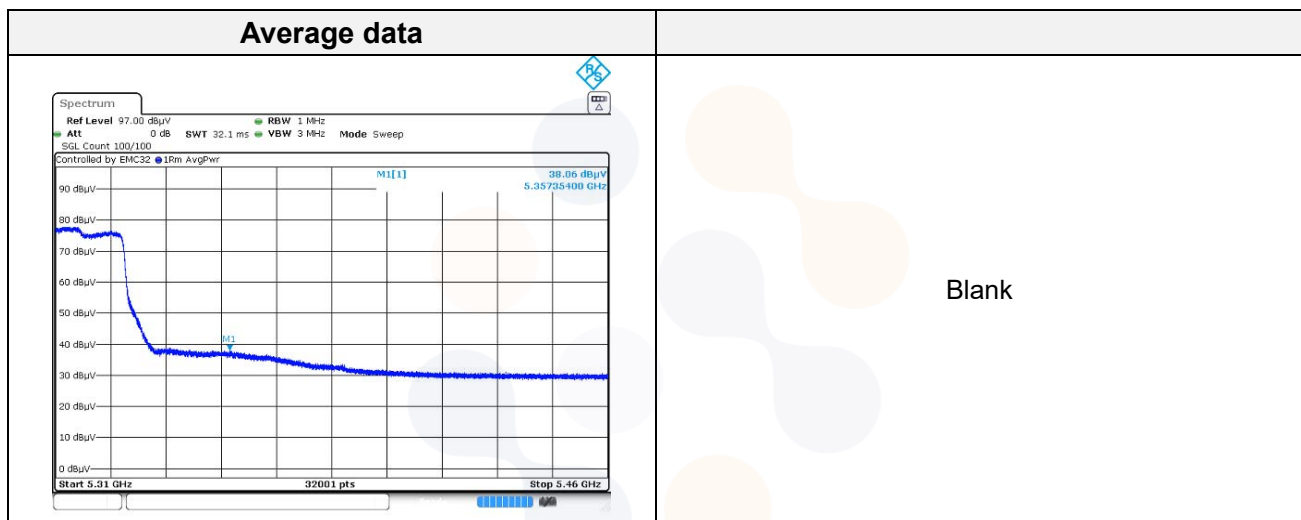 Average data
R&S
Spectrum
Ref Level 97.00 dBµV RBW 1 MHz
Att 0 dB SWT 32.1 ms VBW 3 MHz Mode Sweep
SGL Count 100/100
Controlled by EMC32 1Rm AvgPwr
M1[1] 38.06 dBµV
5.35735400 GHz
90 dBµV
80 dBµV
70 dBµV
60 dBµV
50 dBµV
40 dBµV
M1
30 dBµV
20 dBµV
10 dBµV
0 dBµV
Start 5.31 GHz 32001 pts Stop 5.46 GHz
Blank